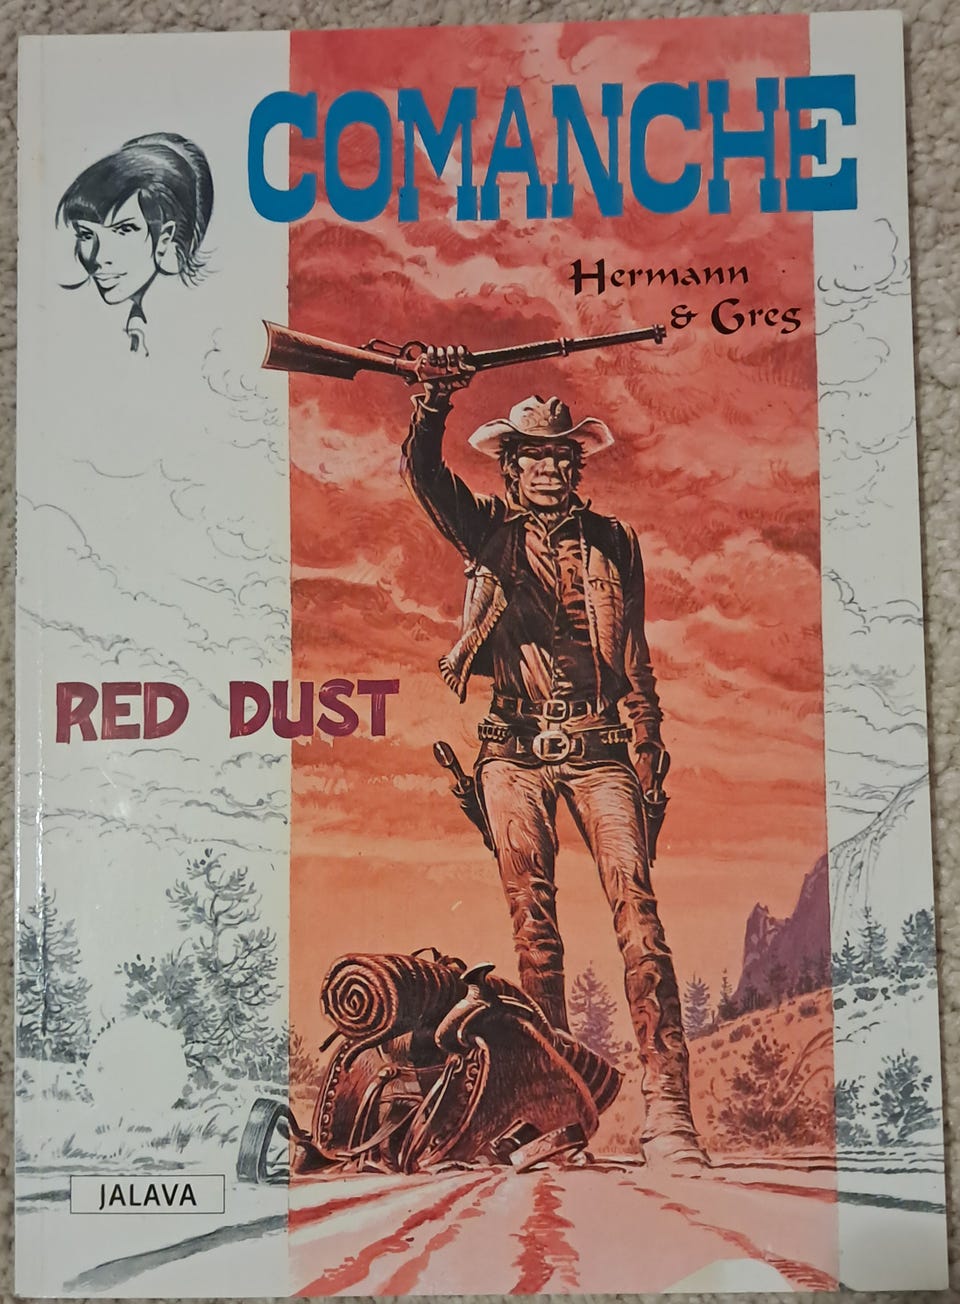 COMANCHE
Hermann
& Greg
RED DUST
JALAVA